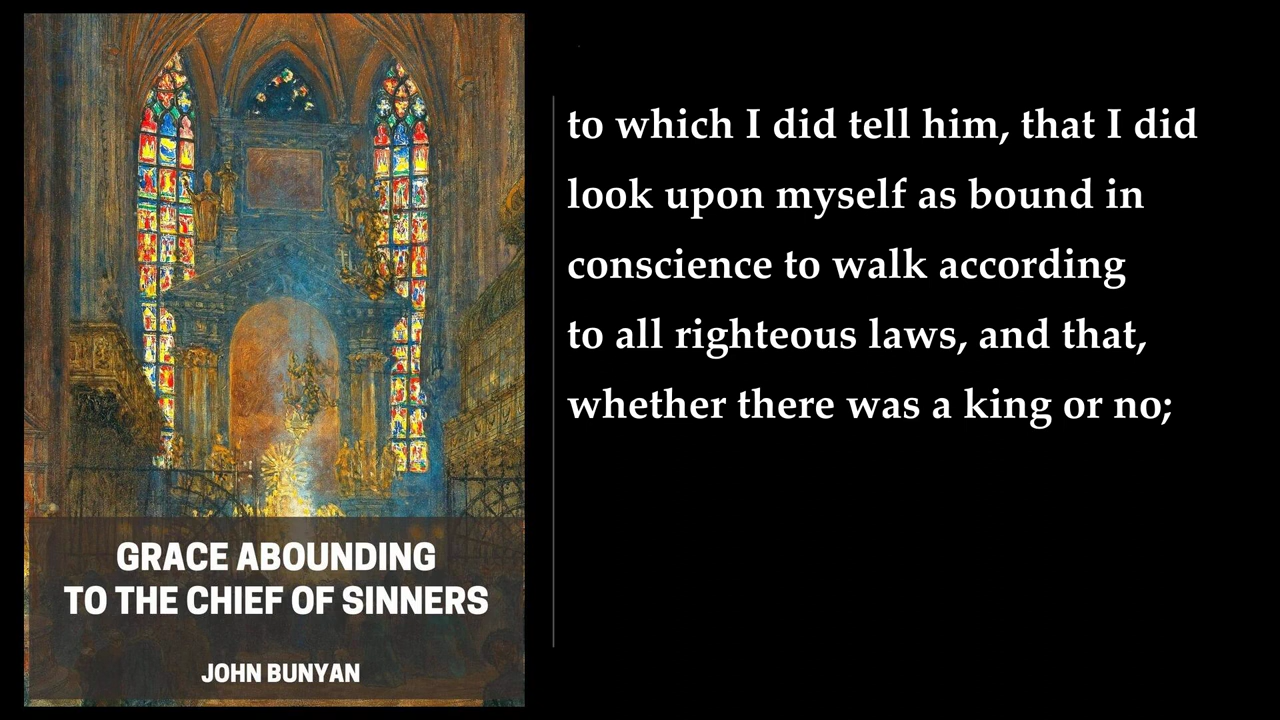 to which I did tell him, that I did
look upon myself as bound in
conscience to walk according
to all righteous laws, and that,
whether there was a king or no;
GRACE ABOUNDING
TO THE CHIEF OF SINNERS
JOHN BUNYAN